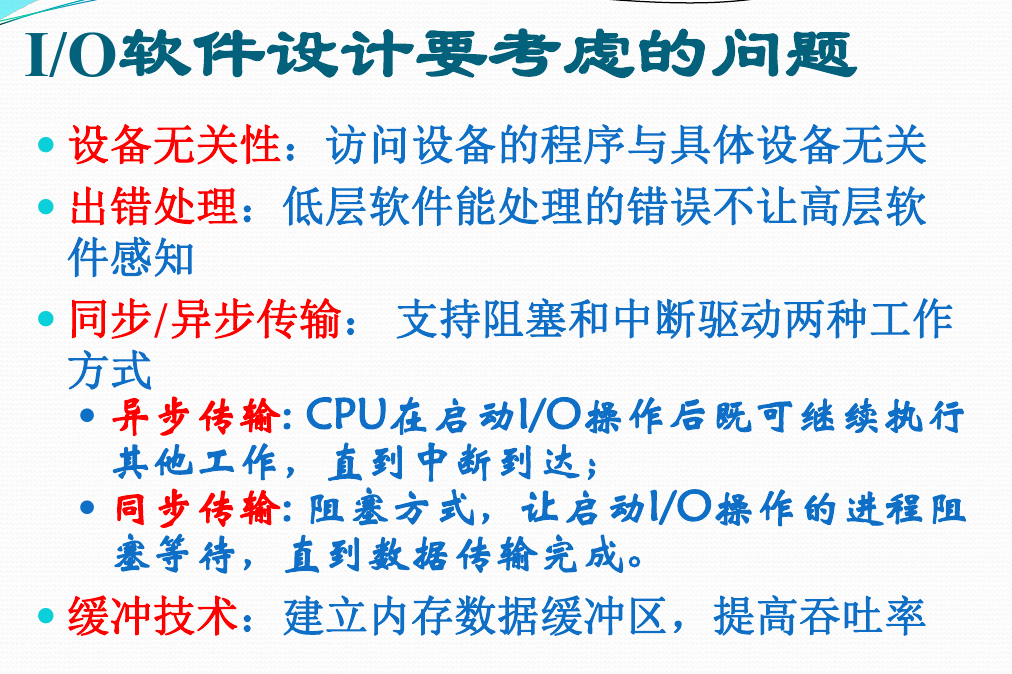 I/O软件设计要考虑的问题
• 设备无关性：访问设备的程序与具体设备无关
• 出错处理：低层软件能处理的错误不让高层软
件感知
• 同步/异步传输： 支持阻塞和中断驱动两种工作
方式
• 异步传输: CPU在启动I/O操作后既可继续执行
其他工作，直到中断到达；
• 同步传输: 阻塞方式，让启动I/O操作的进程阻
塞等待，直到数据传输完成。
• 缓冲技术：建立内存数据缓冲区，提高吞吐率